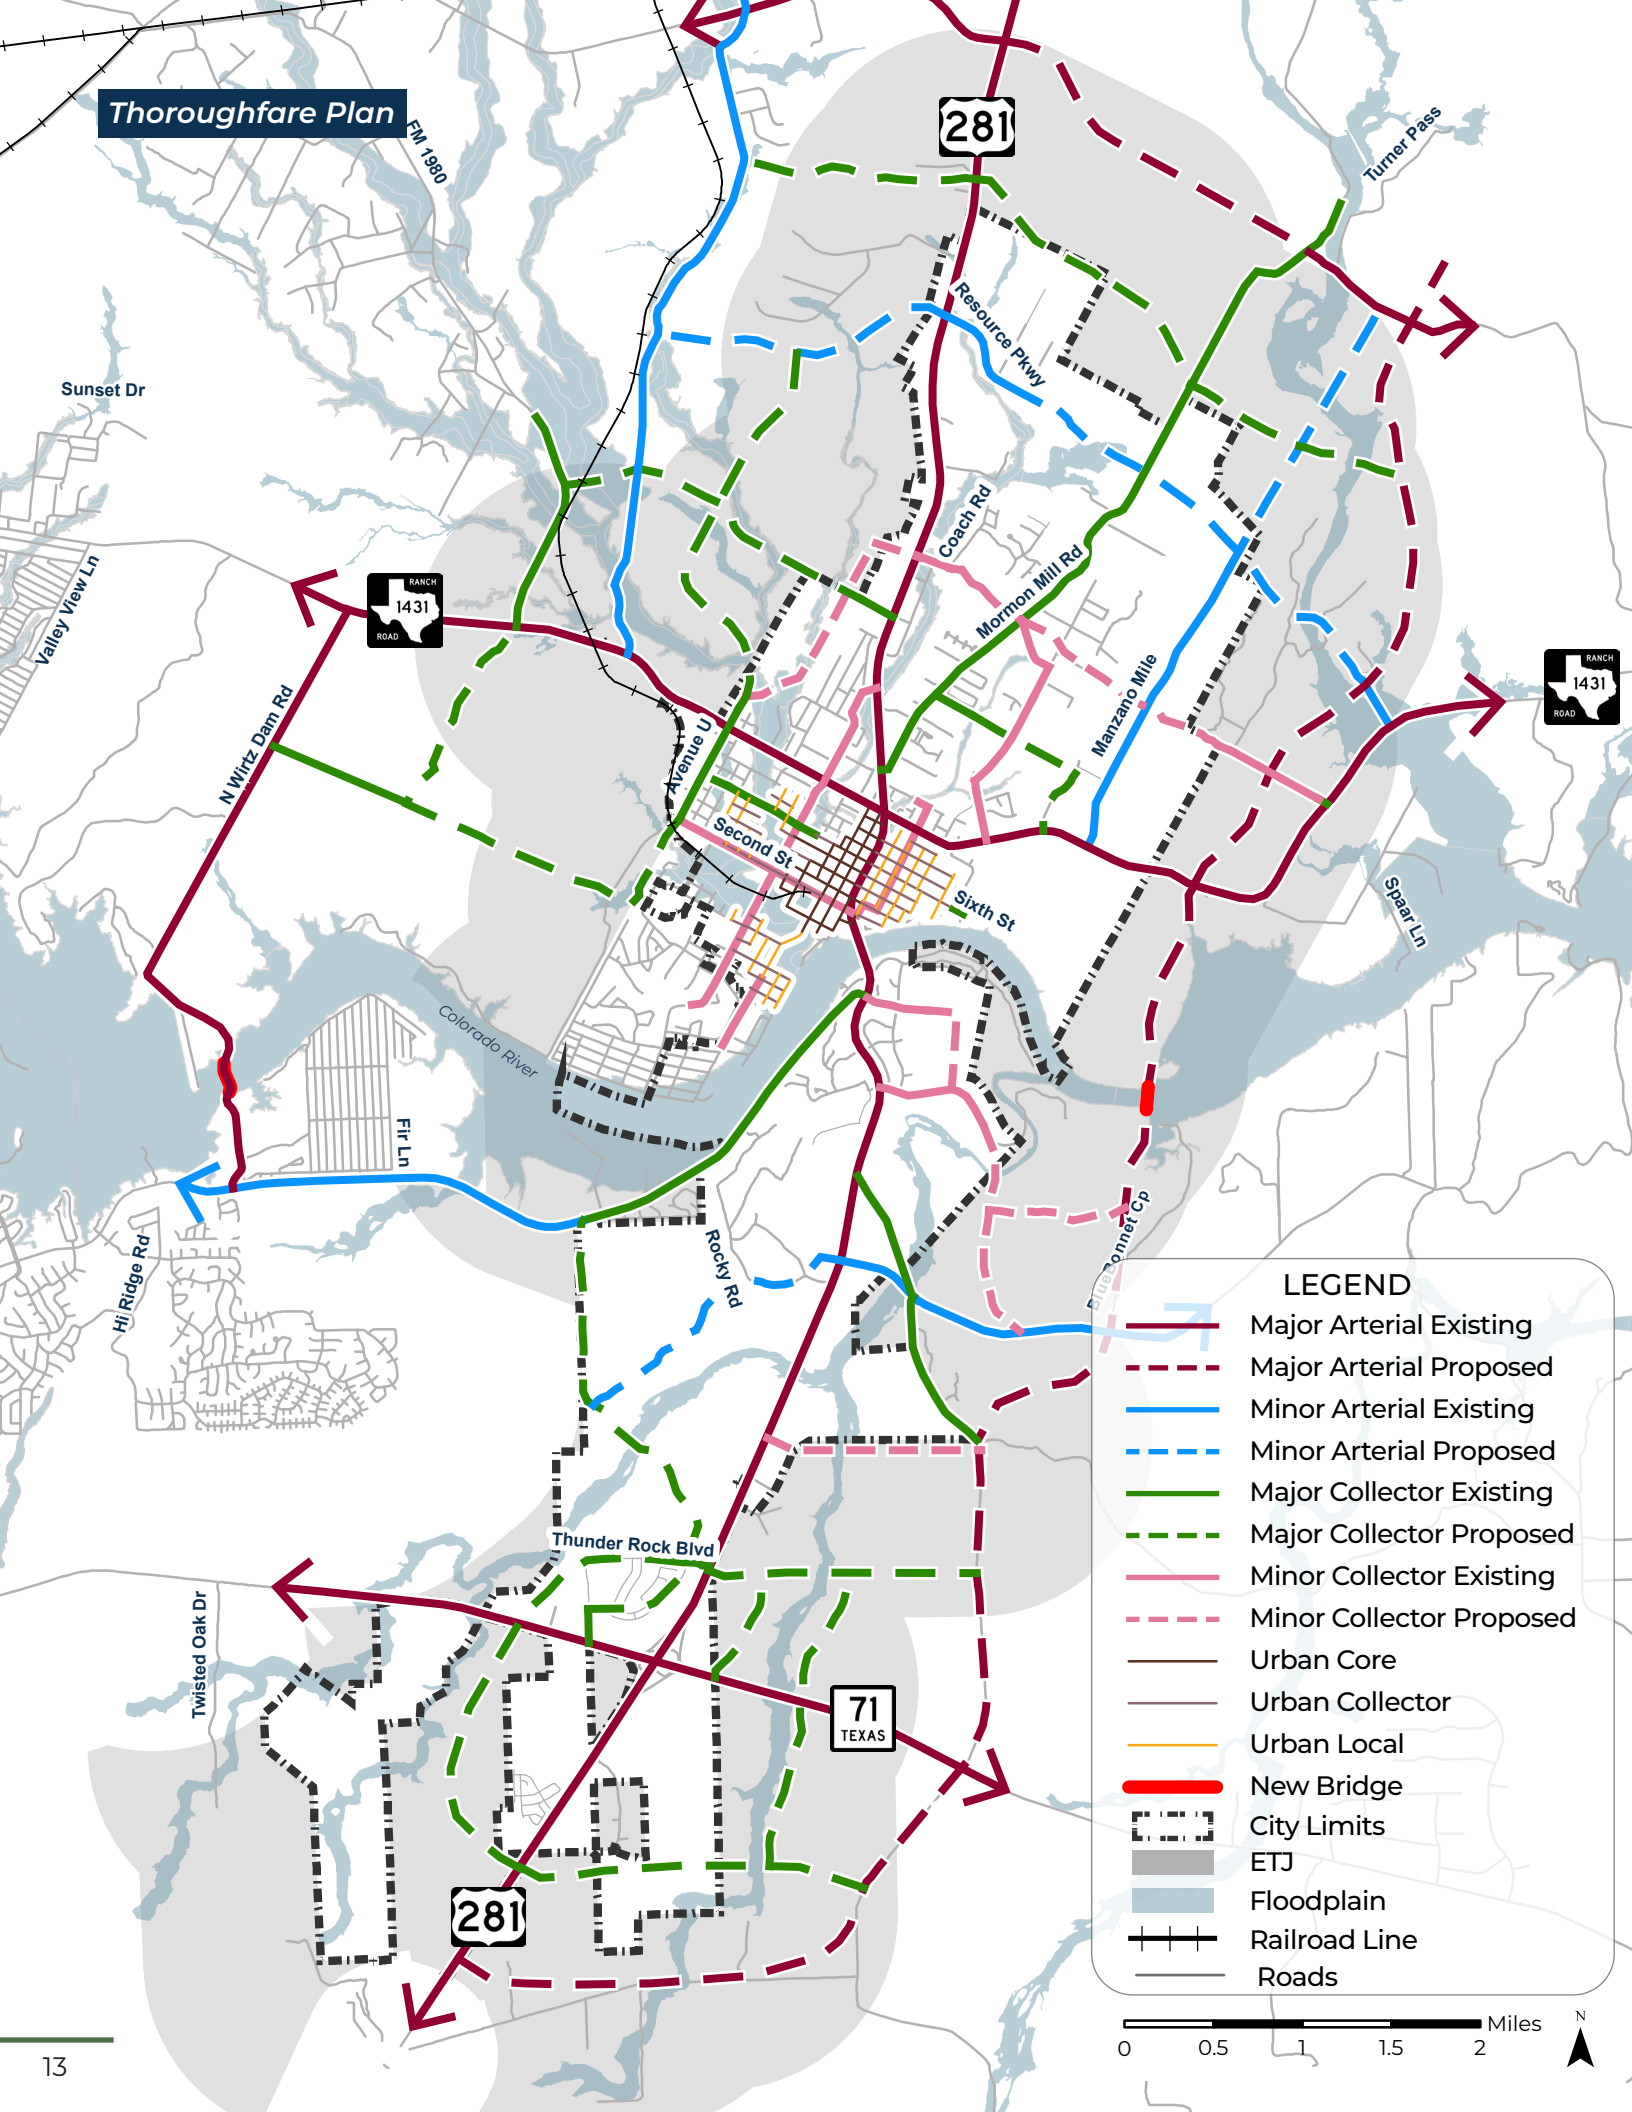 Thoroughfare Plan
FM 1980
281
Turner Pass
Resource Pkwy
Sunset Dr
Coach Rd
Mormon Mill Rd
Valley View Ln
RANCH
1431
ROAD
RANCH
1431
ROAD
N Wirtz Dam Rd
Avenue U
Manzano Mile
Second St
Sixth St
Spaar Ln
Colorado River
Fir Ln
Hi Ridge Rd
Rocky Rd
BlueBonnet Cp
Thunder Rock Blvd
Twisted Oak Dr
71
TEXAS
281
LEGEND
Major Arterial Existing
Major Arterial Proposed
Minor Arterial Existing
Minor Arterial Proposed
Major Collector Existing
Major Collector Proposed
Minor Collector Existing
Minor Collector Proposed
Urban Core
Urban Collector
Urban Local
New Bridge
City Limits
ETJ
Floodplain
Railroad Line
Roads
Miles
0 0.5 1 1.5 2
N
13